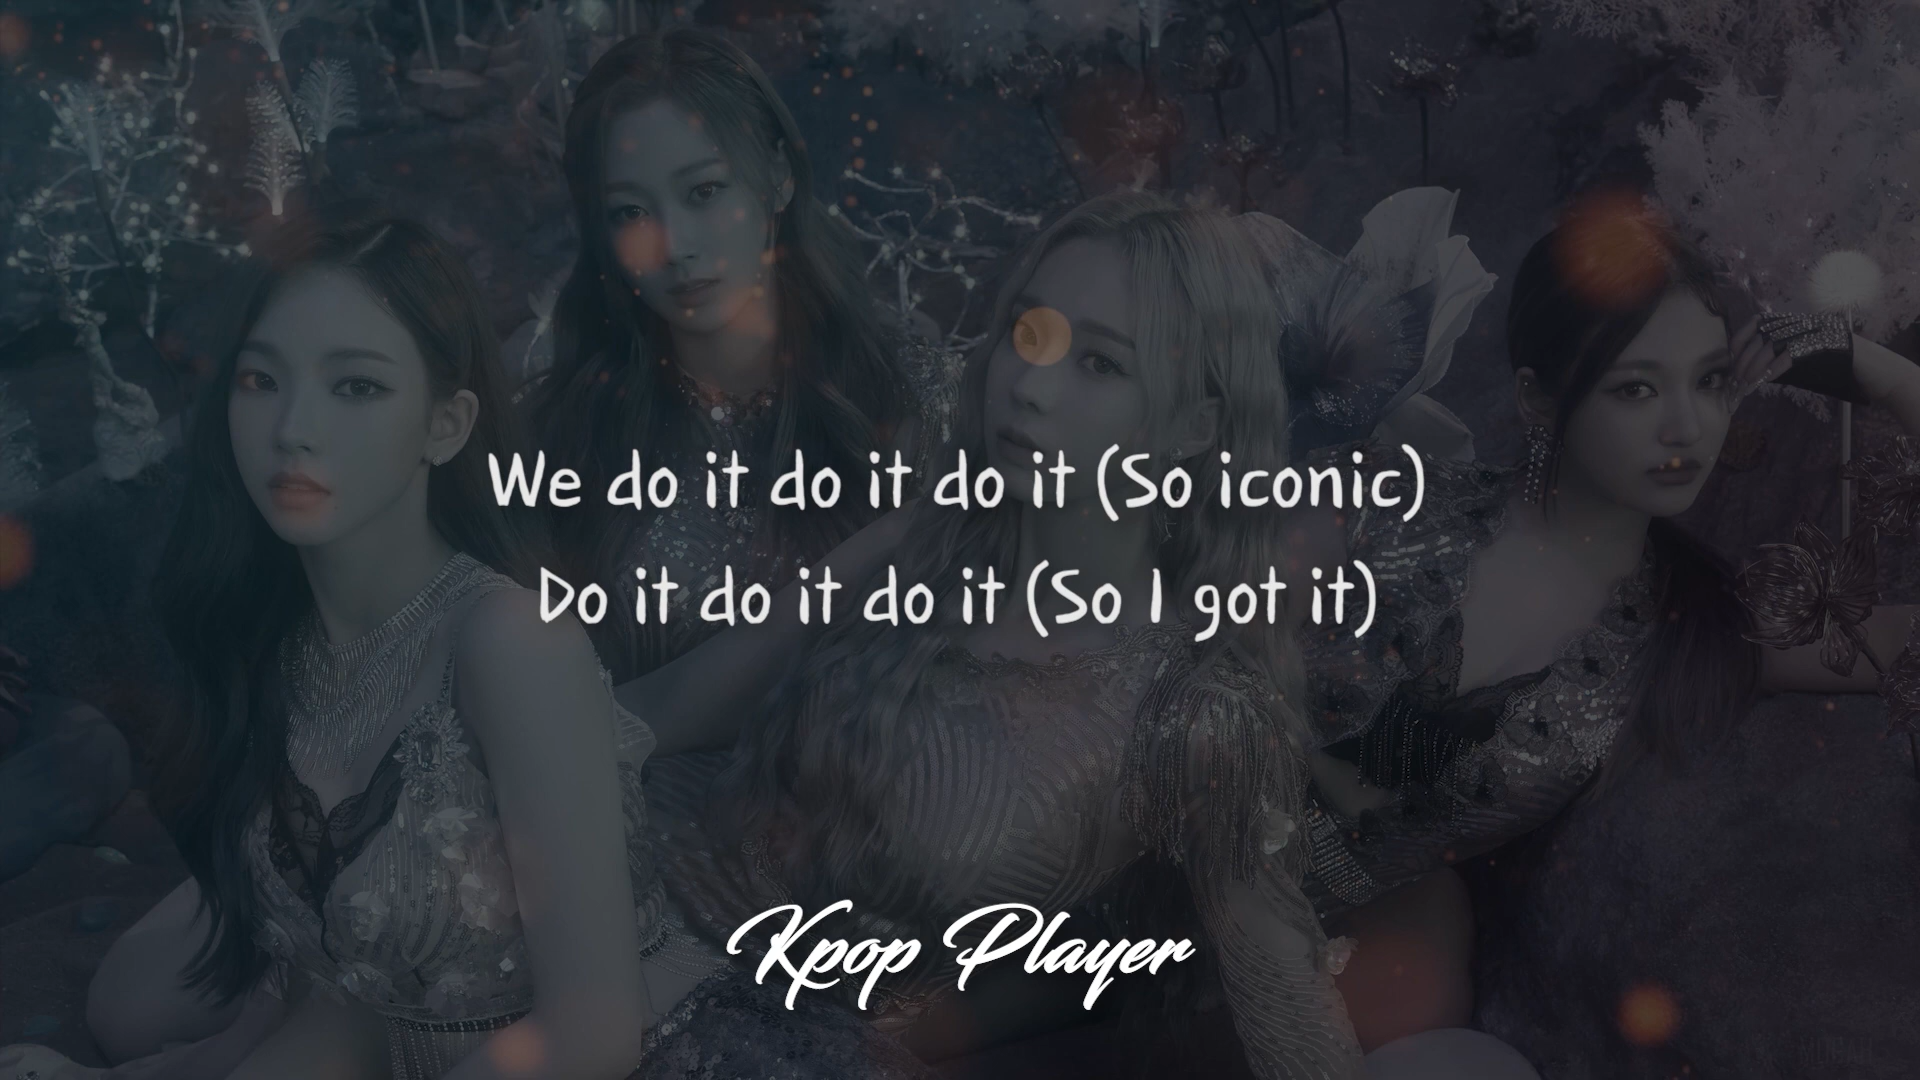 We do it do it do it (So iconic)
Do it do it do it (So I got it)
Kpop Player